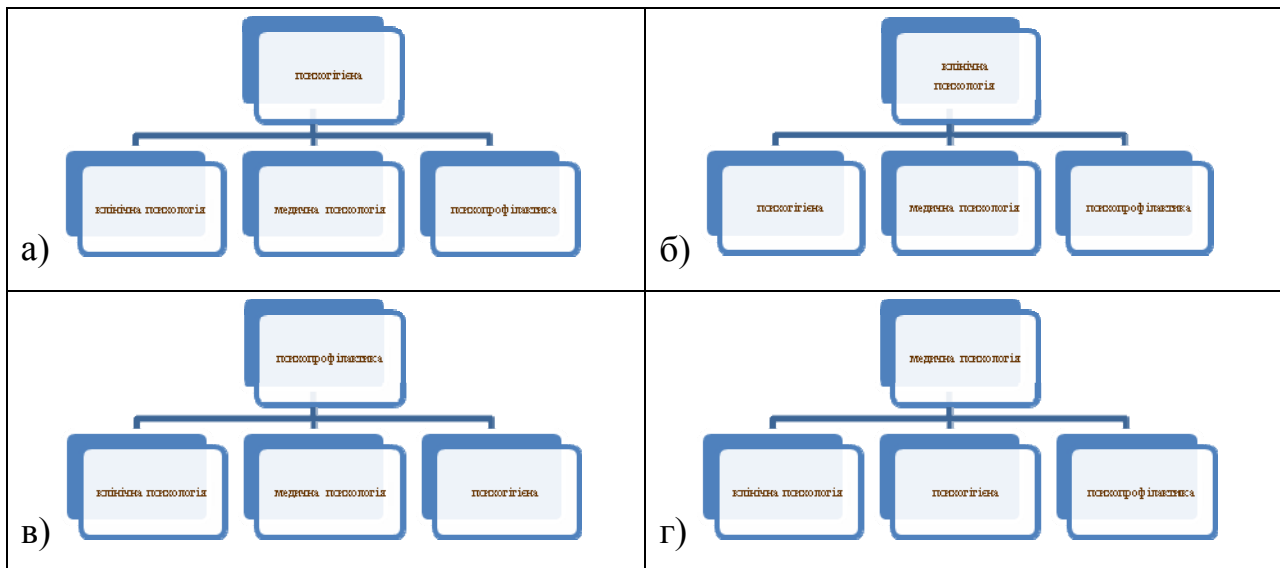 психогігієна
клінічна психологія
медична психологія
психопрофілактика
а)
клінічна
психологія
психогігієна
медична психологія
психопрофілактика
б)
психопрофілактика
клінічна психологія
медична психологія
психогігієна
в)
медична психологія
клінічна психологія
психогігієна
психопрофілактика
г)